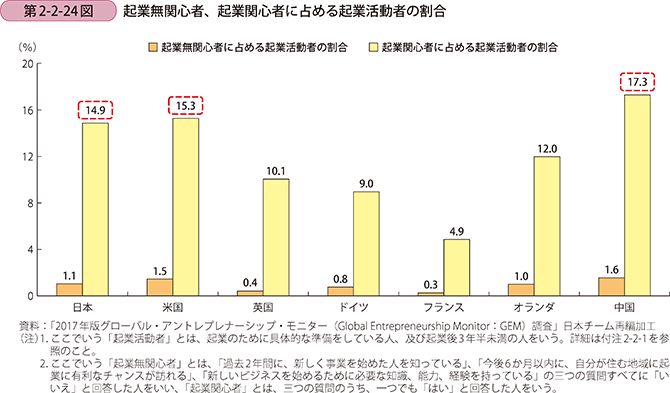 第2-2-24図 起業無関心者、起業関心者に占める起業活動者の割合
(%)
起業無関心者に占める起業活動者の割合 起業関心者に占める起業活動者の割合
20
16
12
8
4
0
1.1 14.9
1.5 15.3
0.4 10.1
0.8 9.0
0.3 4.9
1.0 12.0
1.6 17.3
日本 米国 英国 ドイツ フランス オランダ 中国
資料:「2017年版グローバル・アントレプレナーシップ・モニター(Global Entrepreneurship Monitor:GEM)調査」日本チーム再編加工
(注)1. ここでいう「起業活動者」とは、起業のために具体的な準備をしている人、及び起業後3年半未満の人をいう。詳細は付注2-2-1を参
照のこと。
2. ここでいう「起業無関心者」とは、「過去2年間に、新しく事業を始めた人を知っている」、「今後6か月以内に、自分が住む地域に起
業に有利なチャンスが訪れる」、「新しいビジネスを始めるために必要な知識、能力、経験を持っている」の三つの質問すべてに「い
いえ」と回答した人をいい、「起業関心者」とは、三つの質問のうち、一つでも「はい」と回答した人をいう。